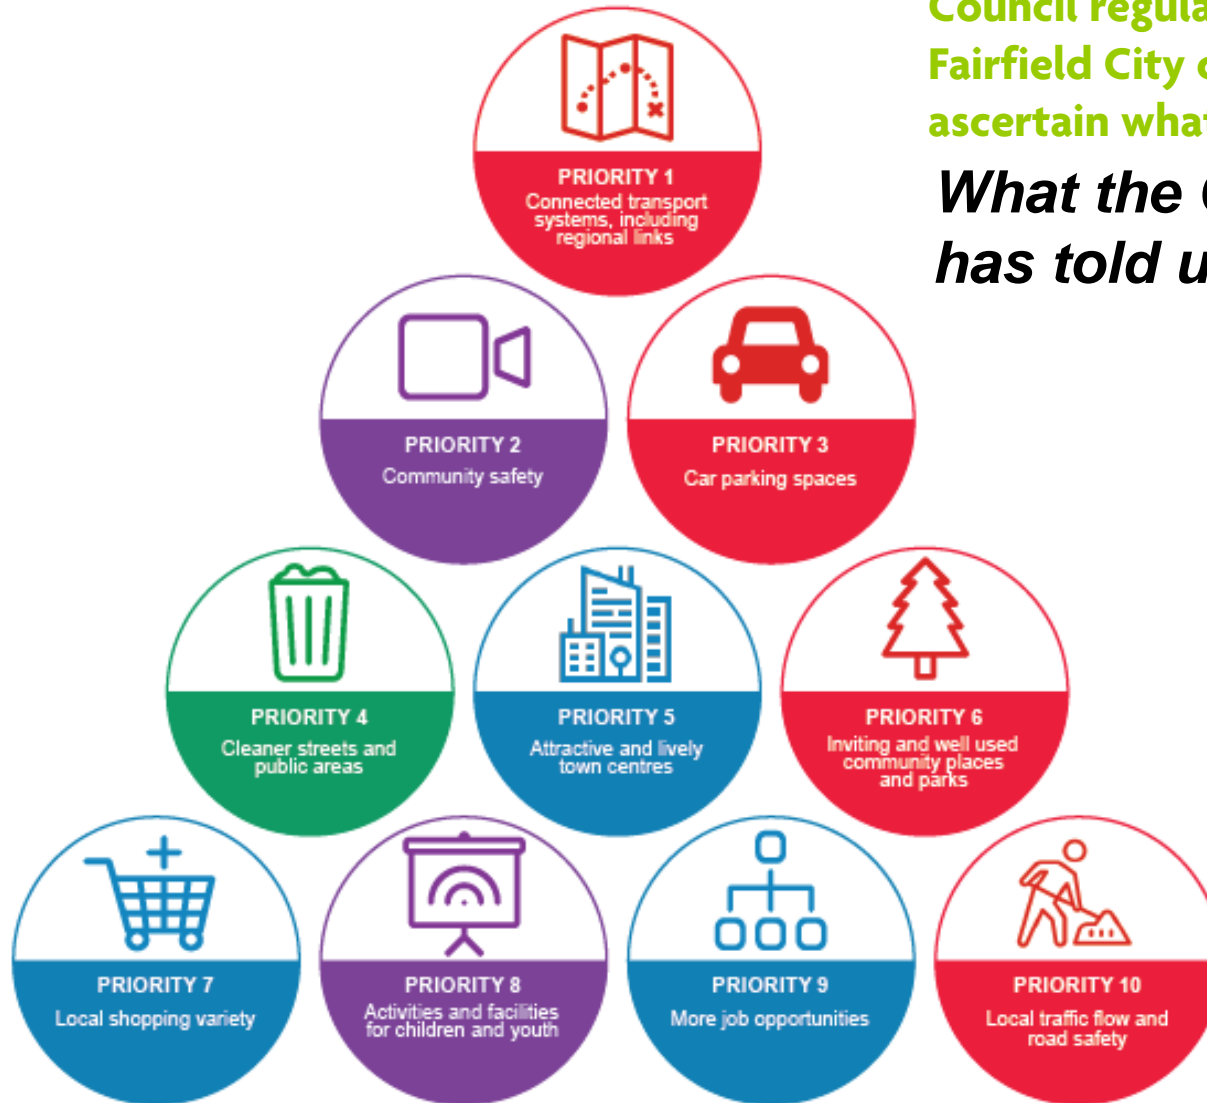 Fairfield City
ascertain
What the
has told
PRIORITY 1
Connected transport
systems, including
regional links
PRIORITY 2
Community safety
PRIORITY 3
Car parking spaces
PRIORITY 4
Cleaner streets and
public areas
PRIORITY 5
Attractive and lively
town centres
PRIORITY 6
Inviting and well used
community places
and parks
PRIORITY 7
Local shopping variety
PRIORITY 8
Activities and facilities
for children and youth
PRIORITY 9
More job opportunities
PRIORITY 10
Local traffic flow and
road safety